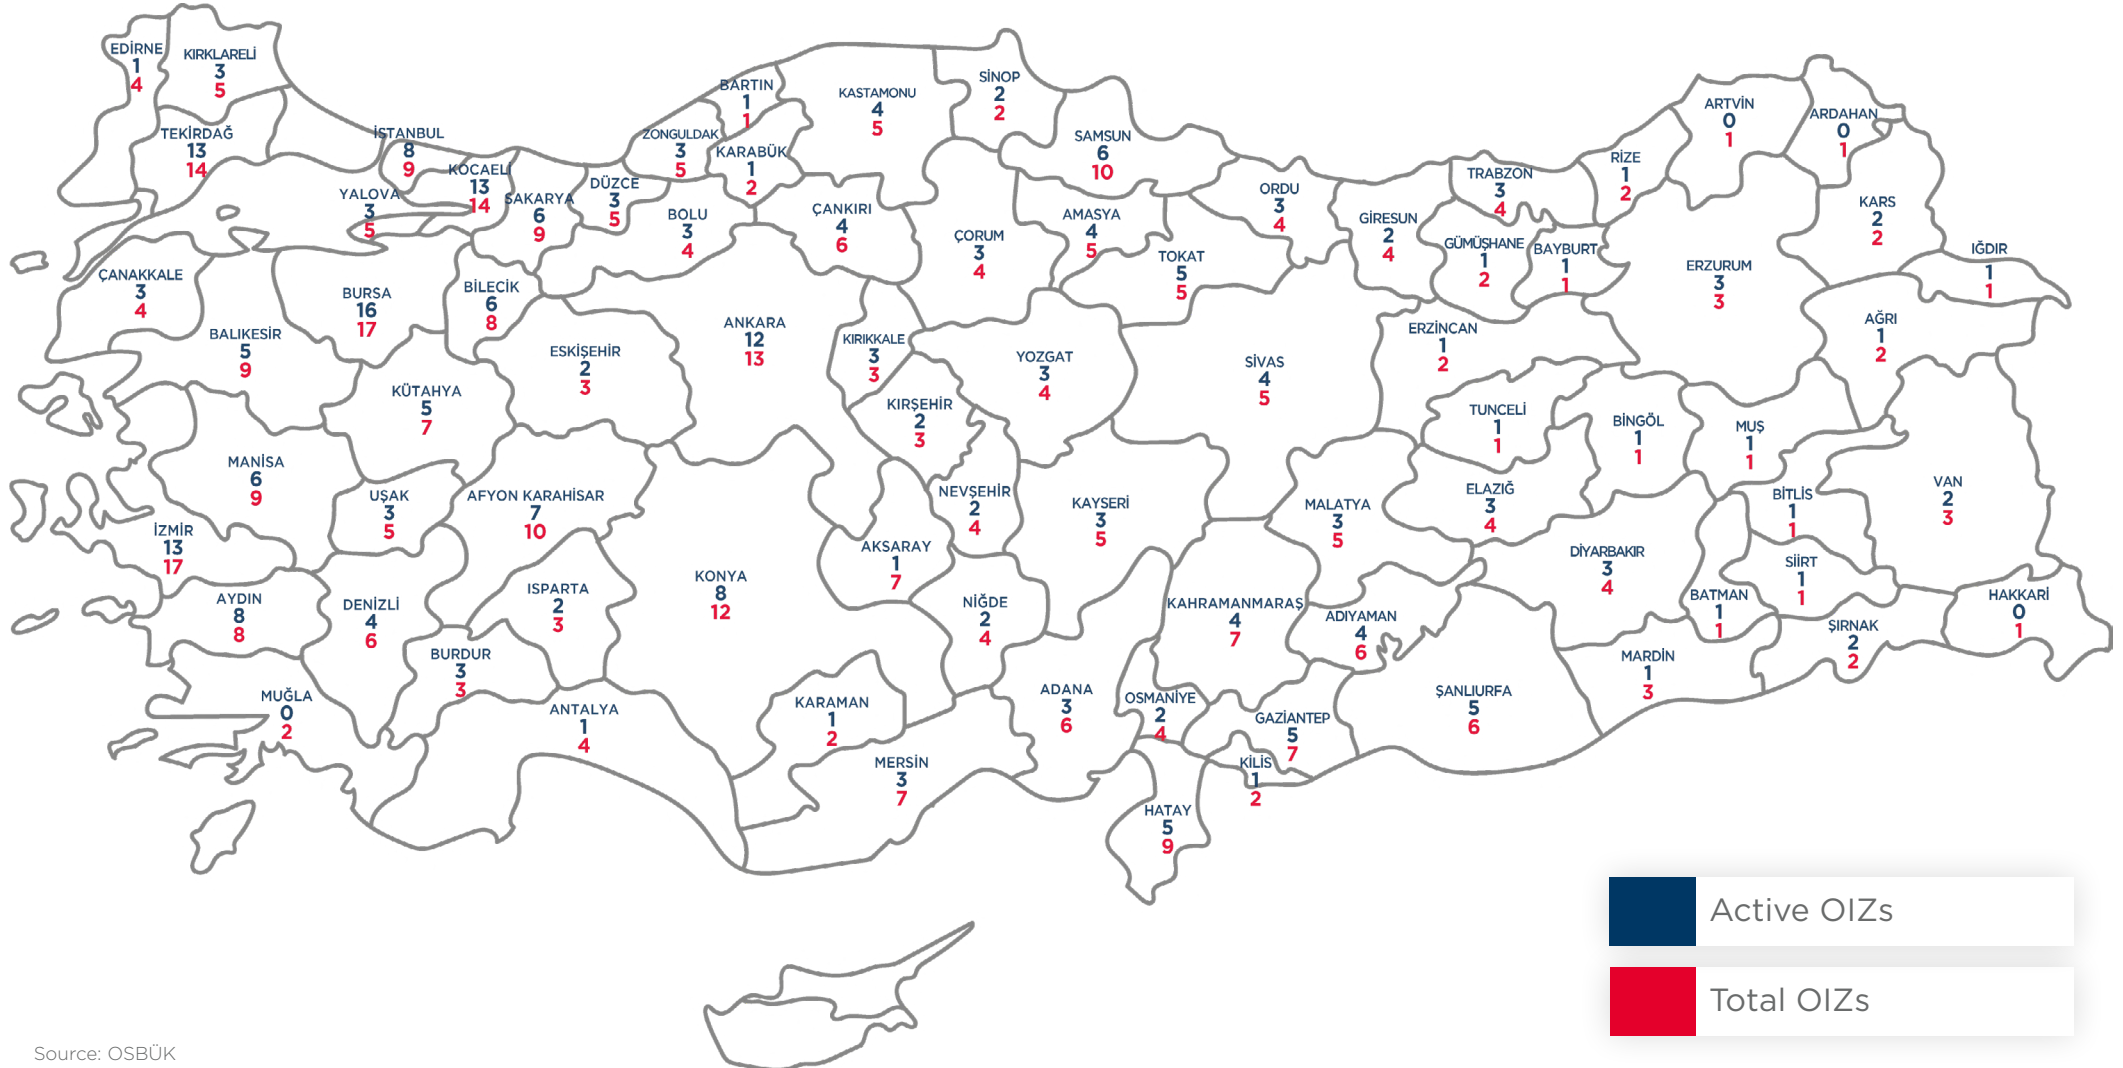 EDİRNE
1
4
KIRKLARELİ
3
5
TEKİRDAĞ
13
14
İSTANBUL
8
9
KOCAELİ
13
14
YALOVA
3
5
SAKARYA
6
9
DÜZCE
3
5
ZONGULDAK
3
5
BARTIN
1
1
KARABÜK
1
2
KASTAMONU
4
5
SİNOP
2
2
SAMSUN
6
10
ORDU
3
4
GİRESUN
2
4
TRABZON
3
4
RİZE
1
2
ARTVİN
0
1
ARDAHAN
0
1
KARS
2
2
IĞDIR
1
1
ÇANAKKALE
3
4
BALIKESİR
5
9
BURSA
16
17
BİLECİK
6
8
BOLU
3
4
ÇANKIRI
4
6
ÇORUM
3
4
AMASYA
4
5
TOKAT
5
5
GÜMÜŞHANE
1
2
BAYBURT
1
1
ERZURUM
3
3
AĞRI
1
2
KÜTAHYA
5
7
ESKİŞEHİR
2
3
ANKARA
12
13
KIRIKKALE
3
3
KIRŞEHİR
2
3
YOZGAT
3
4
SİVAS
4
5
ERZİNCAN
1
2
TUNCELİ
1
1
BİNGÖL
1
1
MUŞ
1
1
MANİSA
6
9
UŞAK
3
5
AFYON KARAHİSAR
7
10
NEVŞEHİR
2
4
KAYSERİ
3
5
MALATYA
3
5
ELAZIĞ
3
4
BİTLİS
1
1
VAN
2
3
İZMİR
13
17
AKSARAY
1
7
DİYARBAKIR
3
4
SİİRT
1
1
AYDIN
8
8
DENİZLİ
4
6
ISPARTA
2
3
KONYA
8
12
NİĞDE
2
4
KAHRAMANMARAŞ
4
7
ADIYAMAN
4
6
BATMAN
1
1
HAKKARİ
0
1
ŞIRNAK
2
2
BURDUR
3
3
MARDİN
1
3
MUĞLA
0
2
ANTALYA
1
4
KARAMAN
1
2
ADANA
3
6
OSMANİYE
2
4
GAZİANTEP
5
7
ŞANLIURFA
5
6
MERSİN
3
7
KİLİS
1
2
HATAY
5
9
Active OIZs
Total OIZs
Source: OSBÜK